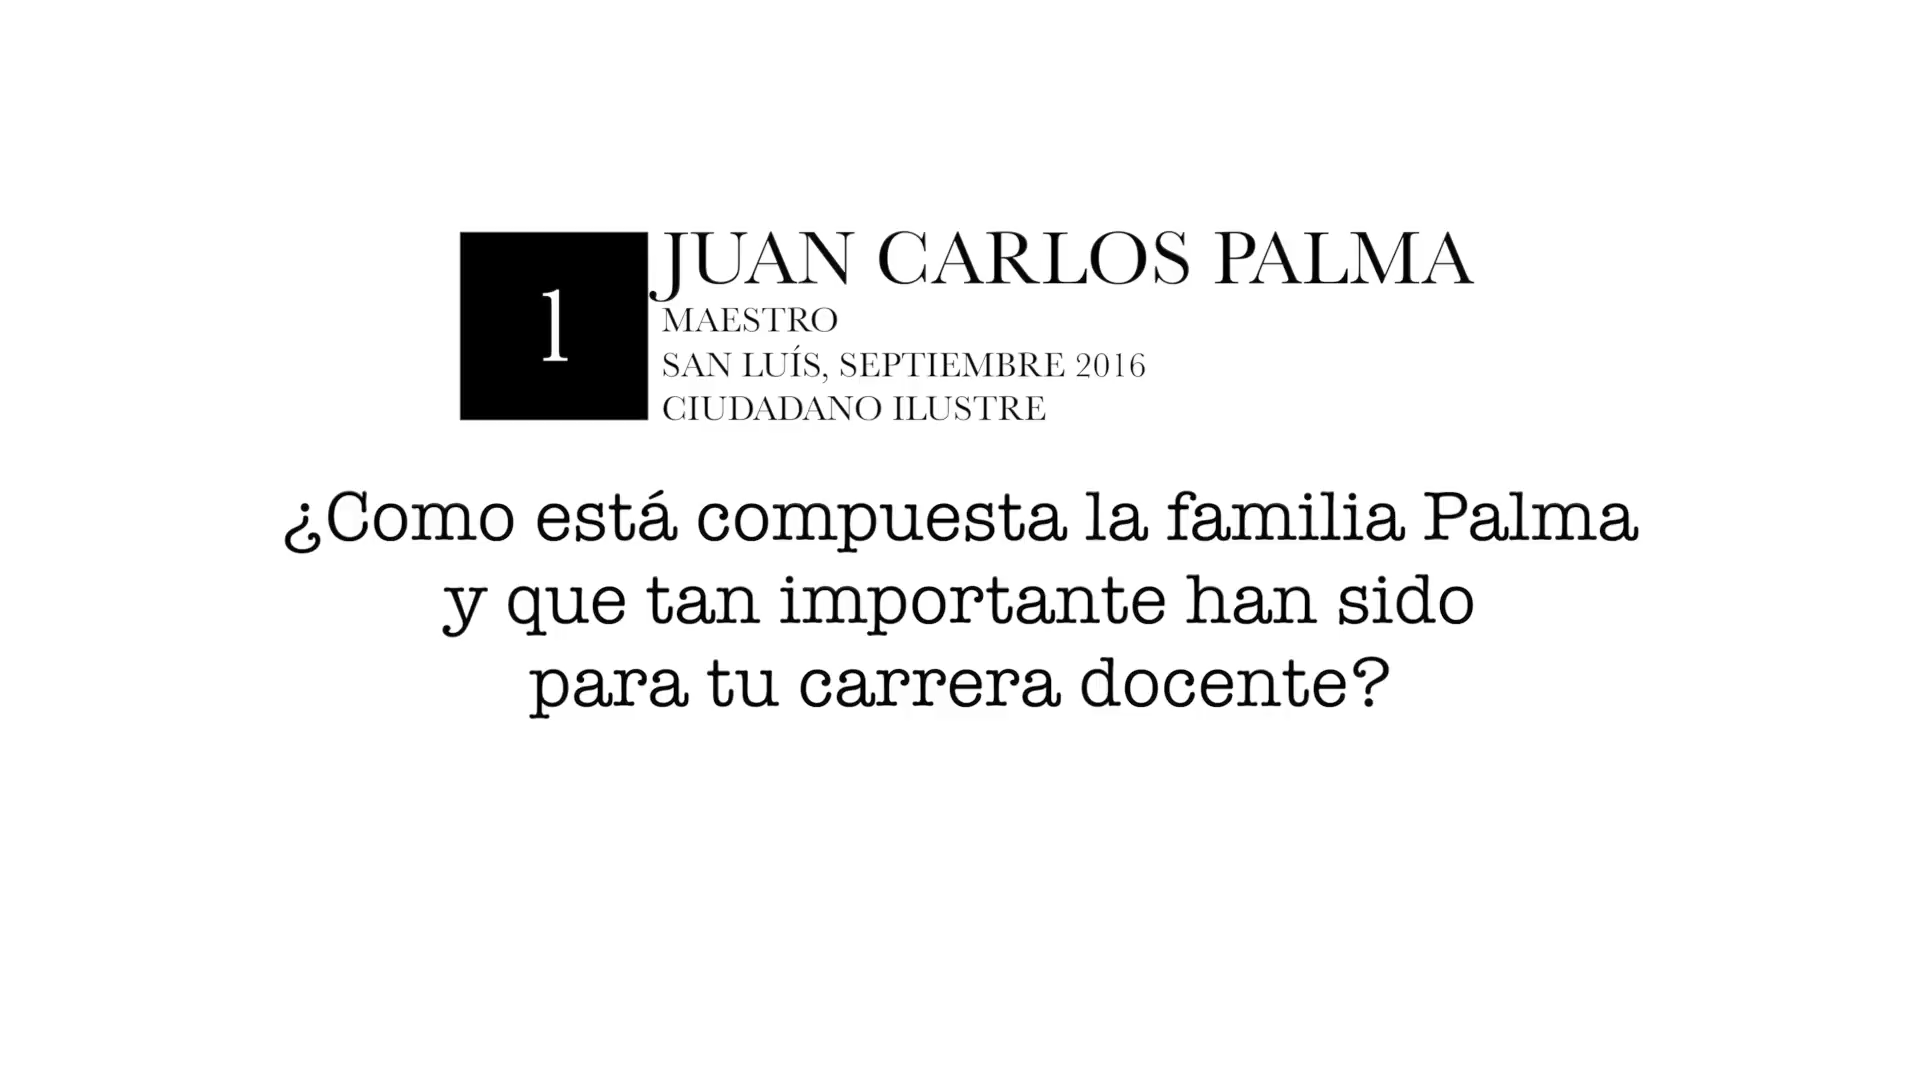 1
JUAN CARLOS PALMA
MAESTRO
SAN LUÍS, SEPTIEMBRE 2016
CIUDADANO ILUSTRE
¿Como está compuesta la familia Palma
y que tan importante han sido
para tu carrera docente?